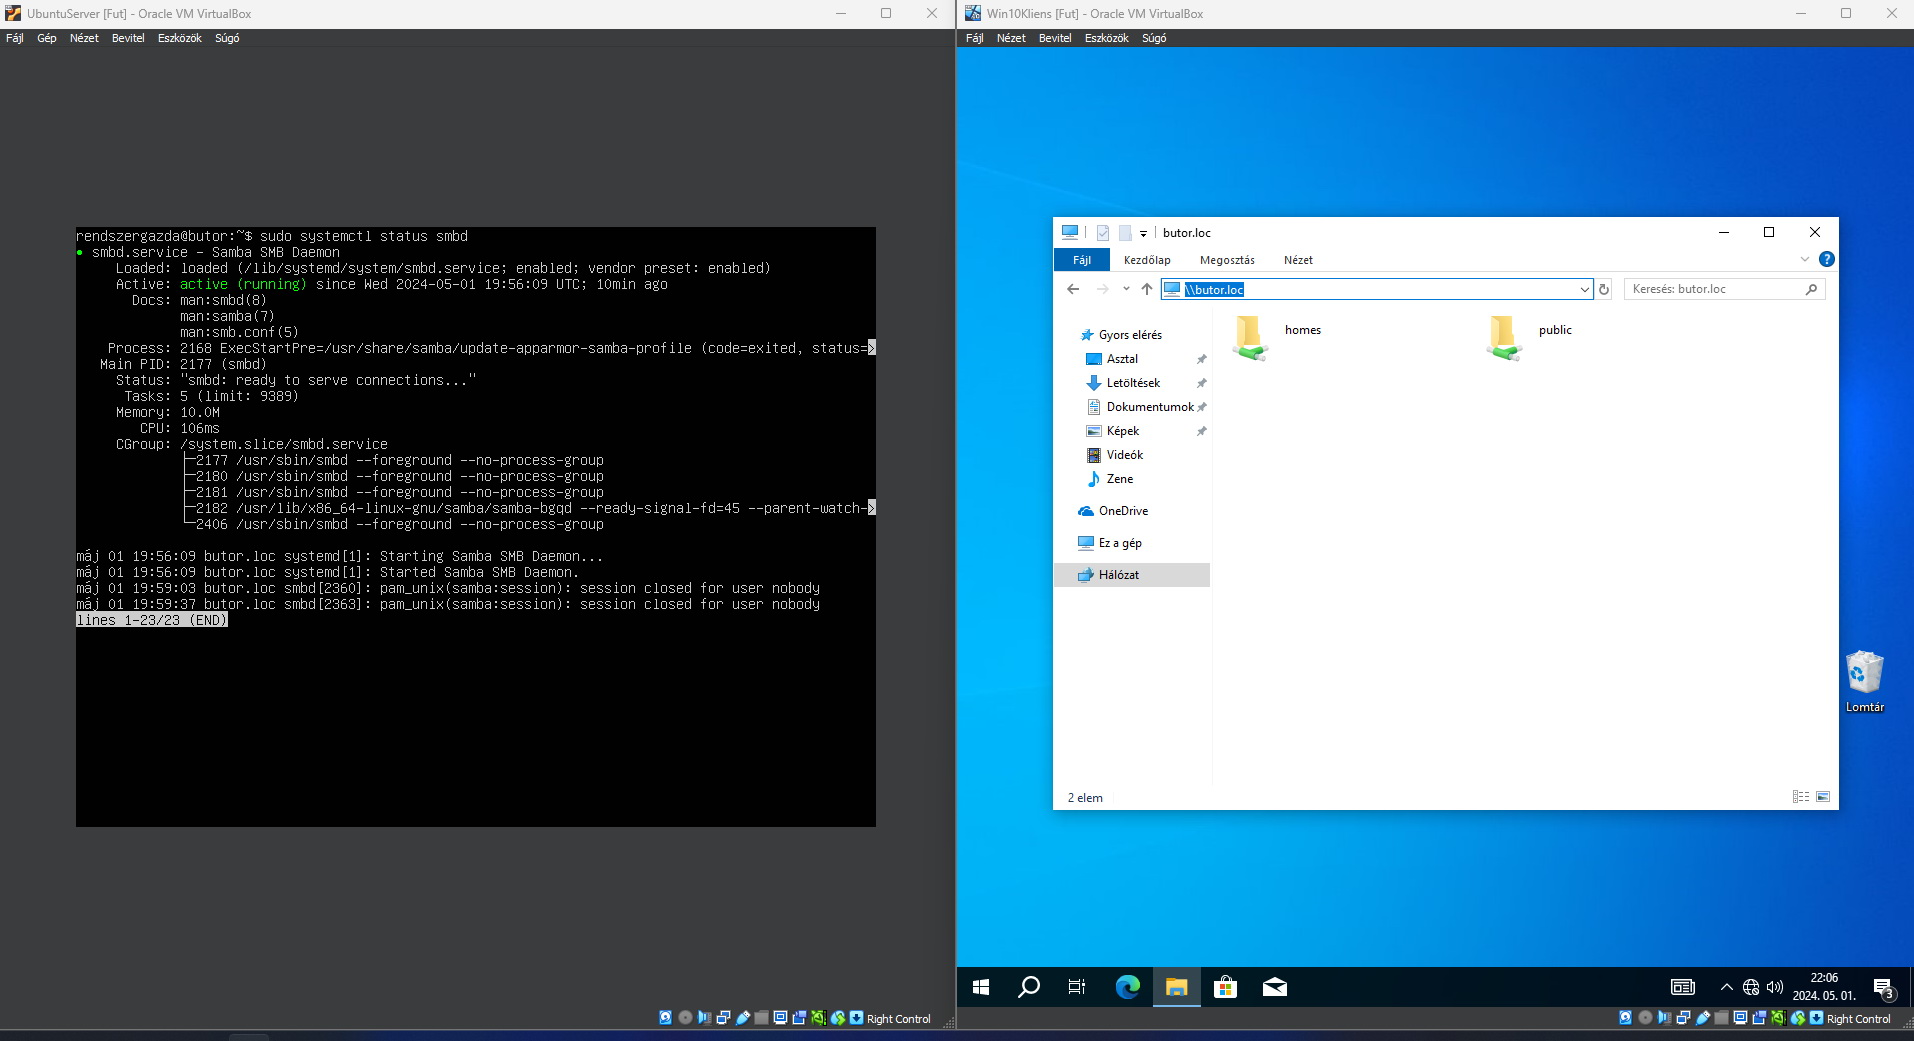 UbuntuServer [Fut] - Oracle VM VirtualBox
Fájl Gép Nézet Bevitel Eszközök Súgó
rendszergazda@butor:~$ sudo systemctl status smbd
● smbd.service - Samba SMB Daemon
Loaded: loaded (/lib/systemd/system/smbd.service; enabled; vendor preset: enabled)
Active: active (running) since Wed 2024-05-01 19:56:09 UTC; 10min ago
Docs: man:smbd(8)
man:samba(7)
man:smb.conf(5)
Process: 2168 ExecStartPre=/usr/share/samba/update-apparmor-samba-profile (code=exited, status=>
Main PID: 2177 (smbd)
Status: "smbd: ready to serve connections..."
Tasks: 5 (limit: 9389)
Memory: 10.0M
CPU: 106ms
CGroup: /system.slice/smbd.service
├─2177 /usr/sbin/smbd --foreground --no-process-group
├─2180 /usr/sbin/smbd --foreground --no-process-group
├─2181 /usr/sbin/smbd --foreground --no-process-group
├─2182 /usr/lib/x86_64-linux-gnu/samba/samba-bgqd --ready-signal-fd=45 --parent-watch->
└─2406 /usr/sbin/smbd --foreground --no-process-group
máj 01 19:56:09 butor.loc systemd[1]: Starting Samba SMB Daemon...
máj 01 19:56:09 butor.loc systemd[1]: Started Samba SMB Daemon.
máj 01 19:59:03 butor.loc smbd[2360]: pam_unix(samba:session): session closed for user nobody
máj 01 19:59:37 butor.loc smbd[2363]: pam_unix(samba:session): session closed for user nobody
lines 1-23/23 (END)
Right Control
Win10Kliens [Fut] - Oracle VM VirtualBox
Fájl Nézet Bevitel Eszközök Súgó
butor.loc
Fájl Kezdőlap Megosztás Nézet
\\butor.loc
Keresés: butor.loc
Gyors elérés
Asztal
Letöltések
Dokumentumok
Képek
Videók
Zene
OneDrive
Ez a gép
Hálózat
homes
public
2 elem
Lomtár
22:06
2024. 05. 01.
3
Right Control